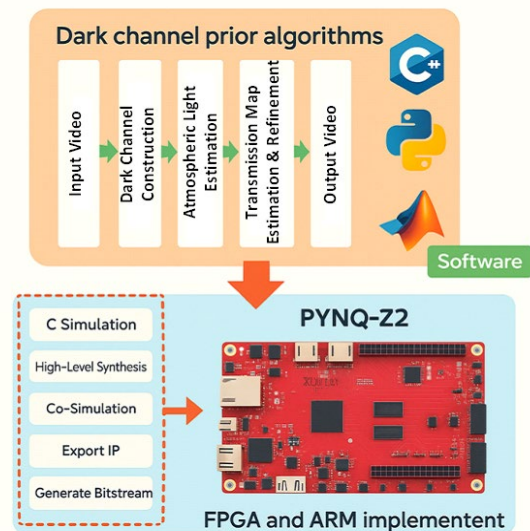 Dark channel prior algorithms
Input Video
Dark Channel
Construction
Atmospheric Light
Estimation
Transmission Map
Estimation & Refinement
Output Video
C++
Software
C Simulation
High-Level Synthesis
Co-Simulation
Export IP
Generate Bitstream
PYNQ-Z2
FPGA and ARM implementent